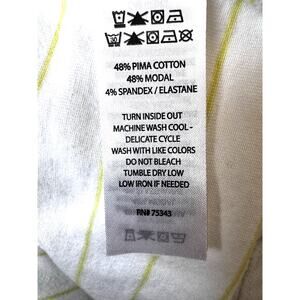 48% PIMA COTTON
48% MODAL
4% SPANDEX / ELASTANE
TURN INSIDE OUT
MACHINE WASH COOL -
DELICATE CYCLE
WASH WITH LIKE COLORS
DO NOT BLEACH
TUMBLE DRY LOW
LOW IRON IF NEEDED
RN# 75343